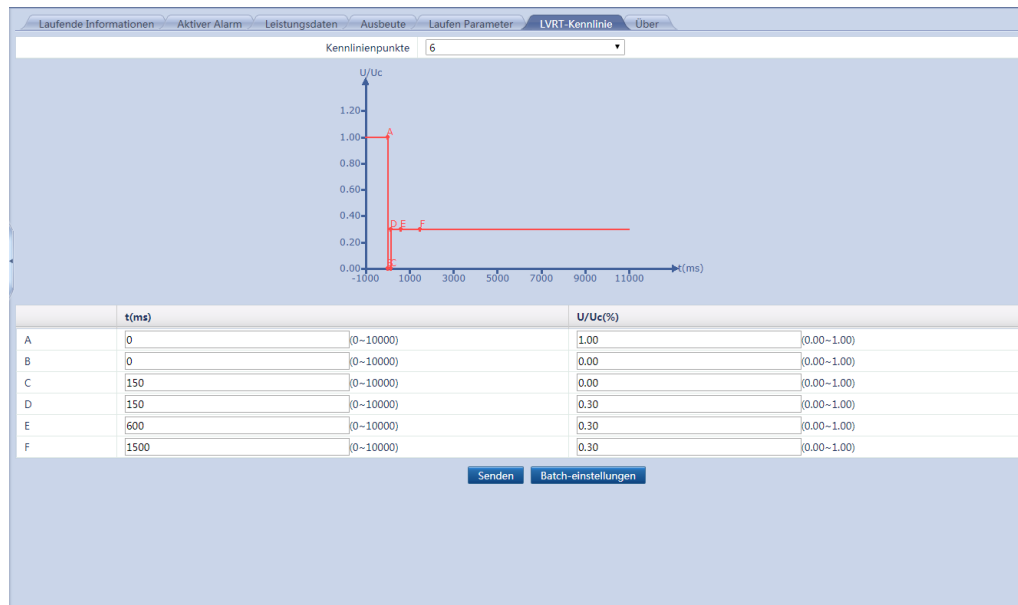 Laufende Informationen Aktiver Alarm Leistungsdaten Ausbeute Laufen Parameter LVRT-Kennlinie Über
Kennlinienpunkte 6
U/Uc
1.20
1.00
A
0.80
0.60
0.40
D E F
0.20
0.00
B C
t(ms)
-1000 1000 3000 5000 7000 9000 11000
t(ms) U/Uc(%)
A 0 (0~10000) 1.00 (0.00~1.00)
B 0 (0~10000) 0.00 (0.00~1.00)
C 150 (0~10000) 0.00 (0.00~1.00)
D 150 (0~10000) 0.30 (0.00~1.00)
E 600 (0~10000) 0.30 (0.00~1.00)
F 1500 (0~10000) 0.30 (0.00~1.00)
Senden Batch-einstellungen